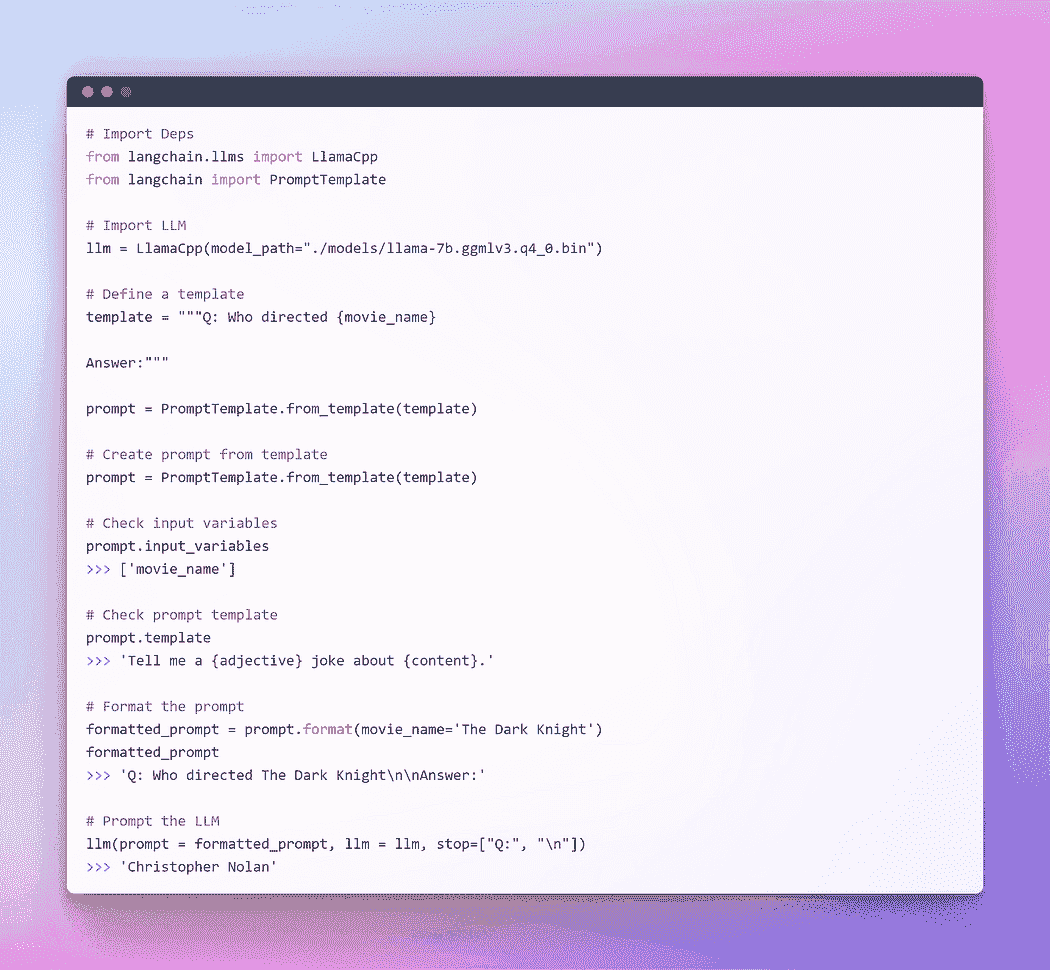 # Import Deps
from langchain.llms import LlamaCpp
from langchain import PromptTemplate
# Import LLM
llm = LlamaCpp(model_path="./models/llama-7b.ggmlv3.q4_0.bin")
# Define a template
template = """Q: Who directed {movie_name}
Answer:"""
prompt = PromptTemplate.from_template(template)
# Create prompt from template
prompt = PromptTemplate.from_template(template)
# Check input variables
prompt.input_variables
>>> ['movie_name']
# Check prompt template
prompt.template
>>> 'Tell me a {adjective} joke about {content}.'
# Format the prompt
formatted_prompt = prompt.format(movie_name='The Dark Knight')
formatted_prompt
>>> 'Q: Who directed The Dark Knight\n\nAnswer:'
# Prompt the LLM
llm(prompt = formatted_prompt, llm = llm, stop=["Q:", "\n"])
>>> 'Christopher Nolan'